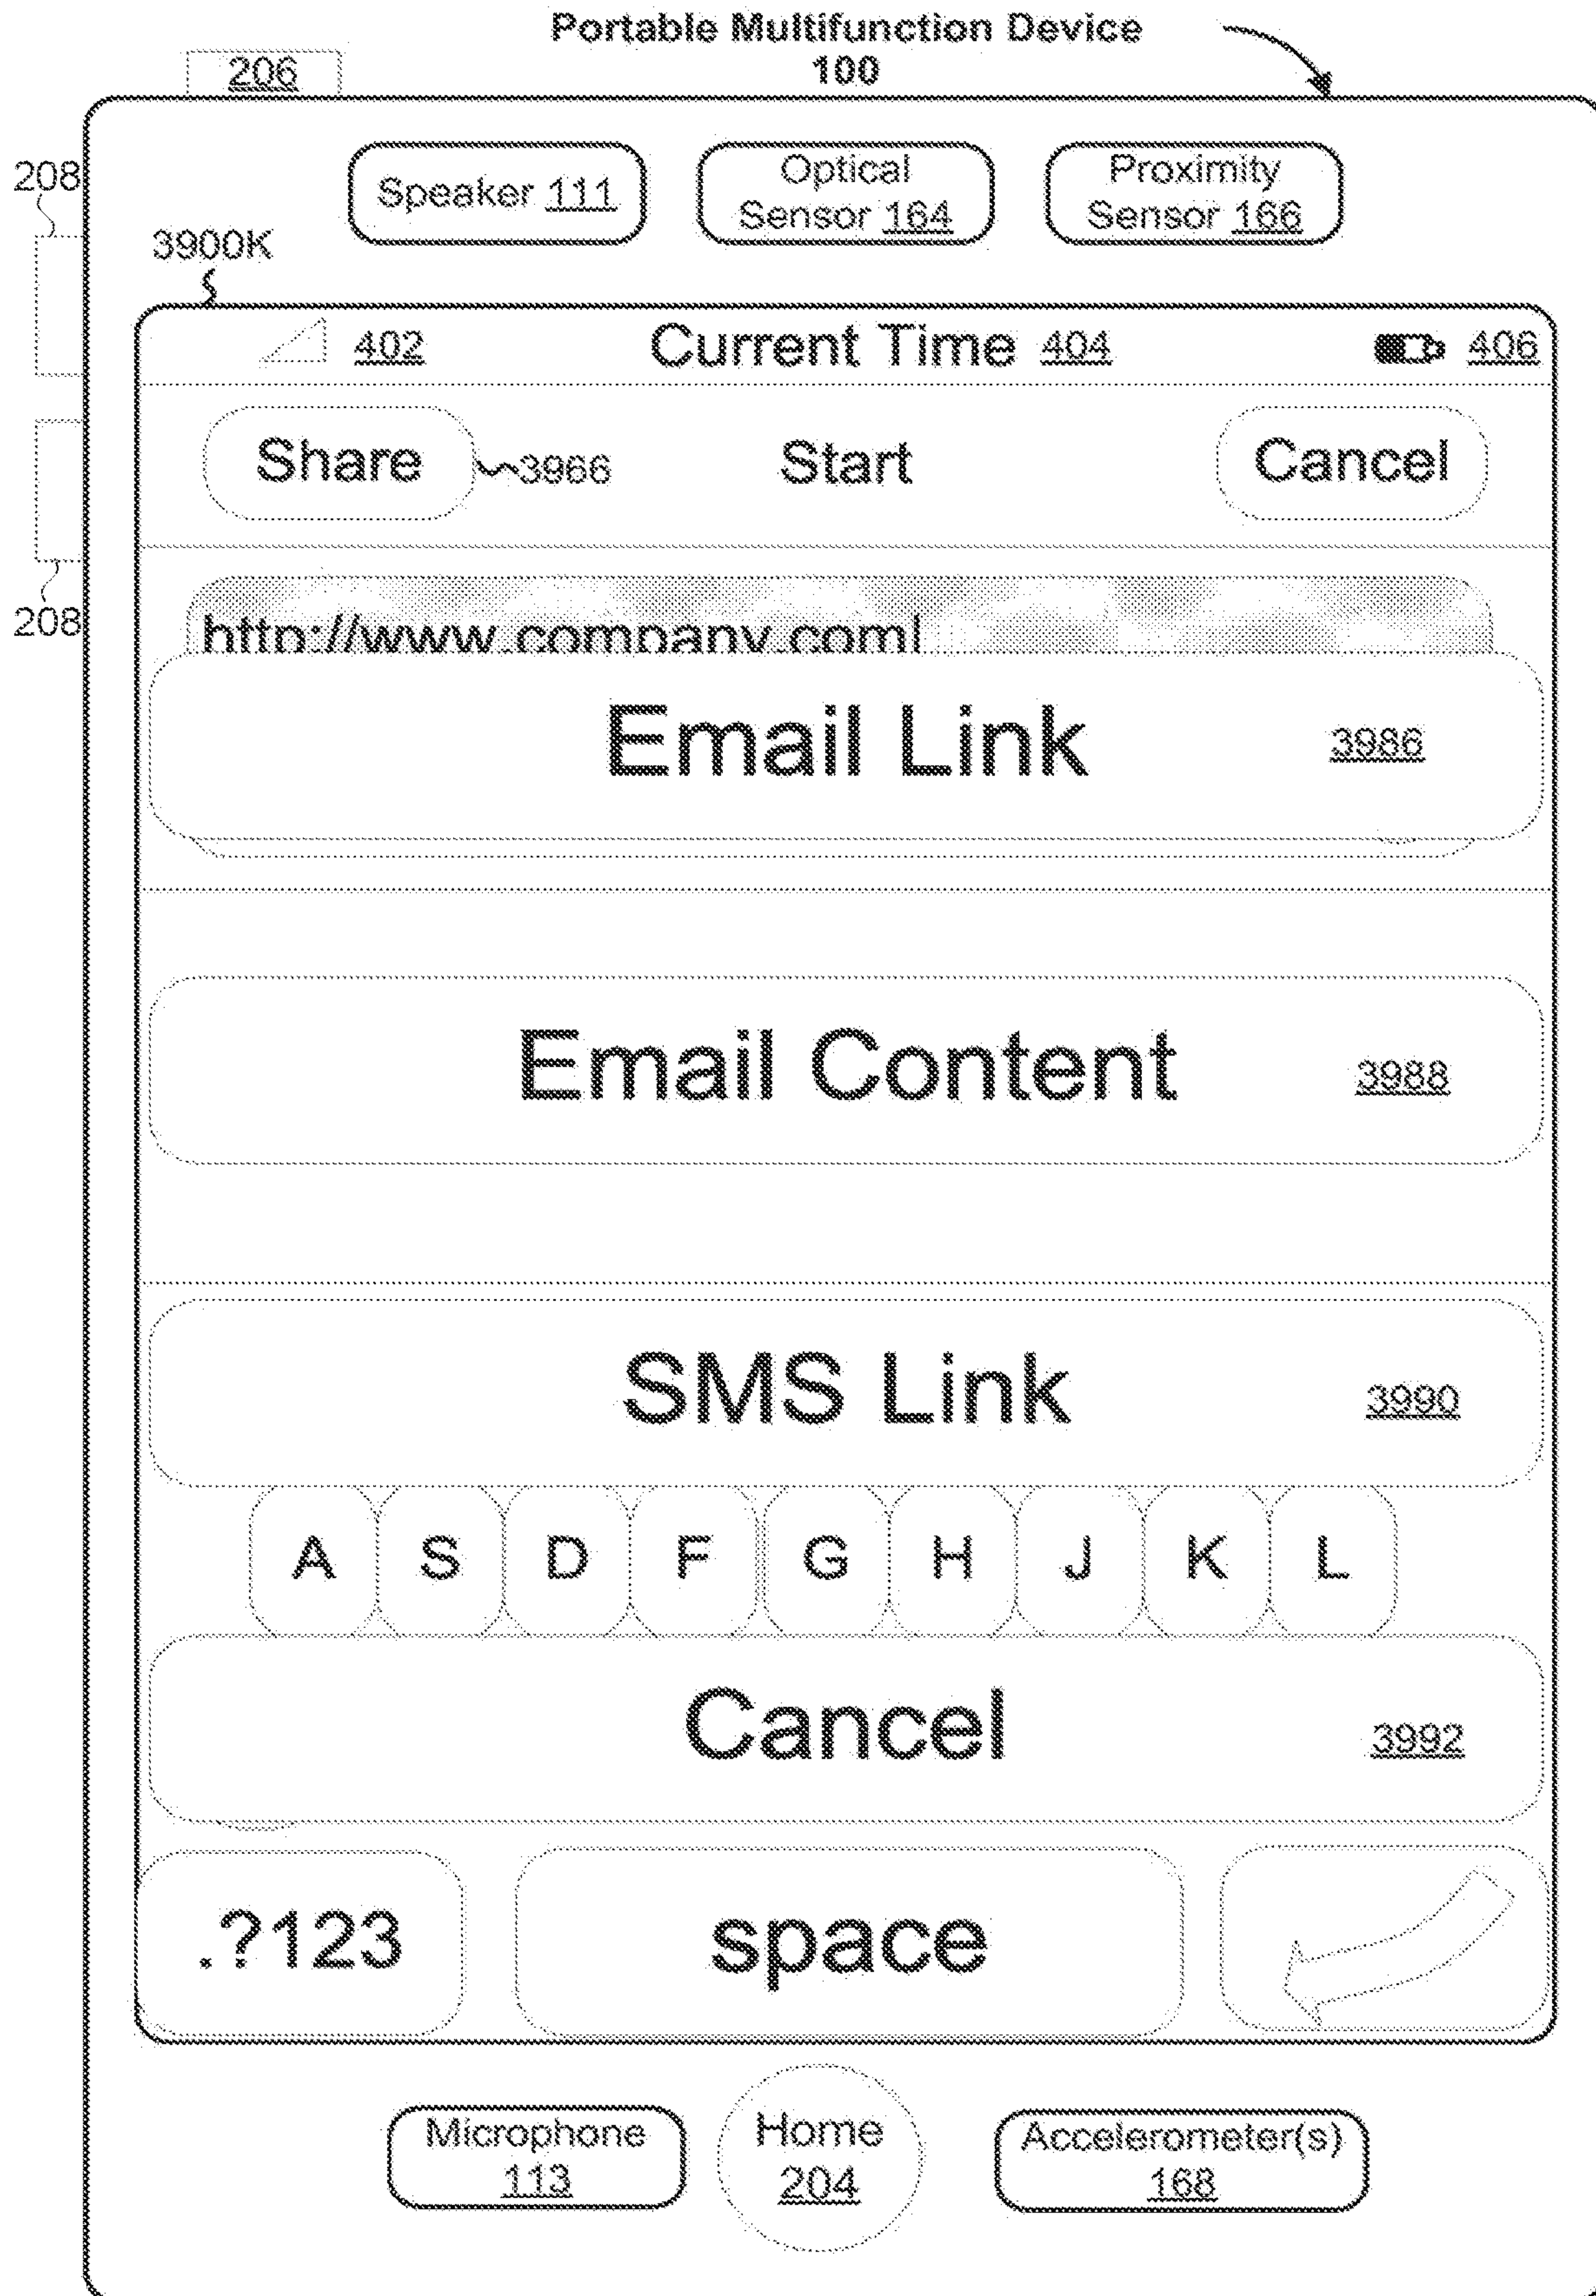 Portable Multifunction Device
100
206
208
Speaker 111
Optical
Sensor 164
Proximity
Sensor 166
3900K
402
Current Time 404
406
Share
3966
Start
Cancel
208
http://www.company.com|
Email Link
3986
Email Content
3988
SMS Link
3990
A S D F G H J K L
Cancel
3992
.?123
space
Microphone
113
Home
204
Accelerometer(s)
168